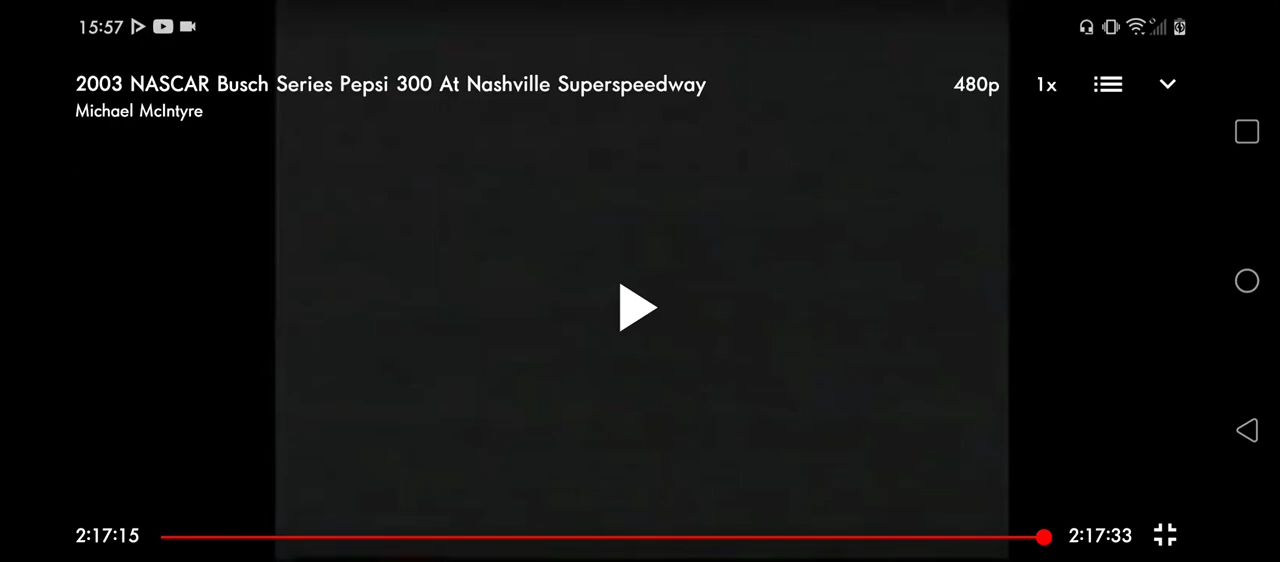 15:57
2003 NASCAR Busch Series Pepsi 300 At Nashville Superspeedway
480p
1x
Michael McIntyre
2:17:15
2:17:33